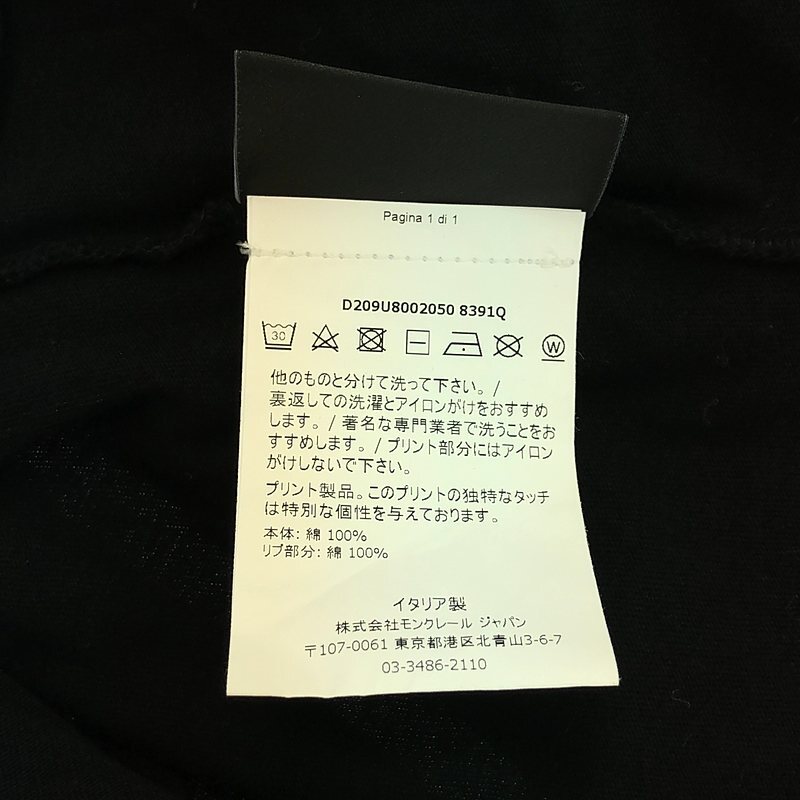 Pagina 1 di 1
D209U8002050 8391Q
30
W
他のものと分けて洗って下さい。 /
裏返しての洗濯とアイロンがけをおすすめ
します。 / 著名な専門業者で洗うことをお
すすめします。 / プリント部分にはアイロン
がけしないで下さい。
プリント製品。このプリントの独特なタッチ
は特別な個性を与えております。
本体: 綿 100%
リブ部分: 綿 100%
イタリア製
株式会社モンクレール ジャパン
〒107-0061 東京都港区北青山3-6-7
03-3486-2110